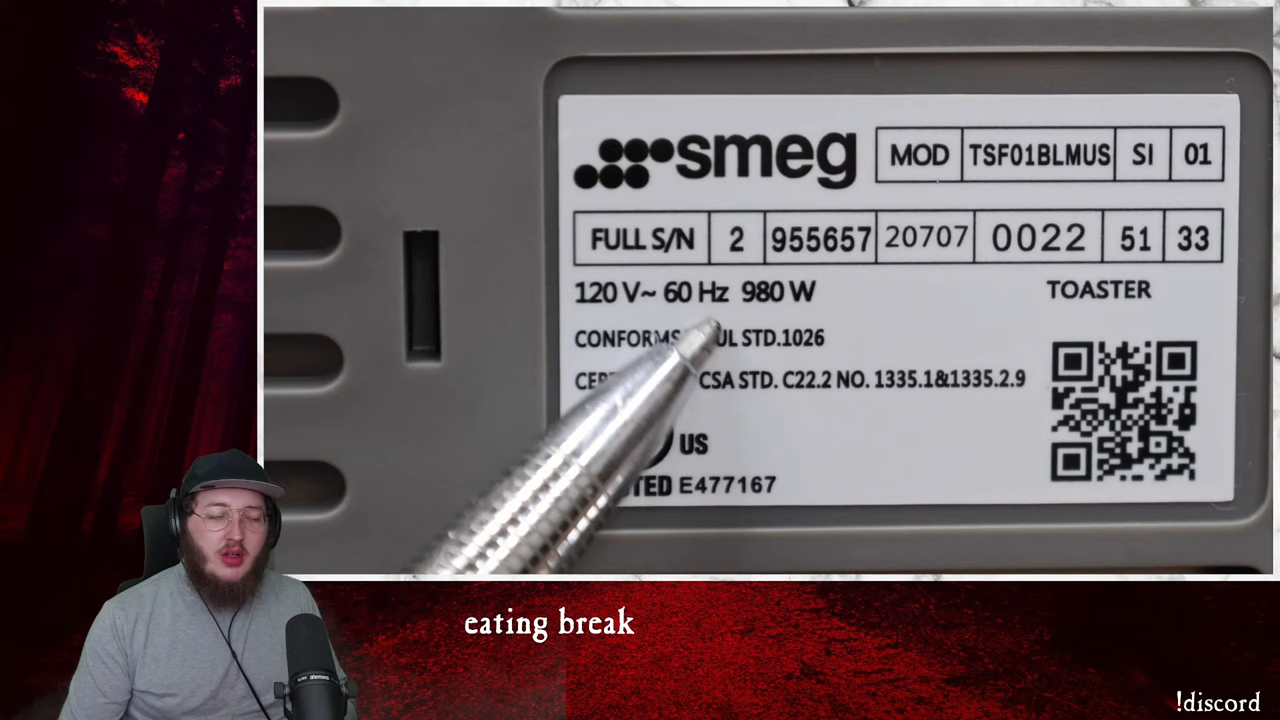 smeg MOD TSF01BLMUS SI 01
FULL S/N 2 955657 20707 0022 51 33
120 V~ 60 Hz 980 W TOASTER
CONFORMS UL STD.1026
CSA STD. C22.2 NO. 1335.1&1335.2.9
US
E477167
eating break
!discord